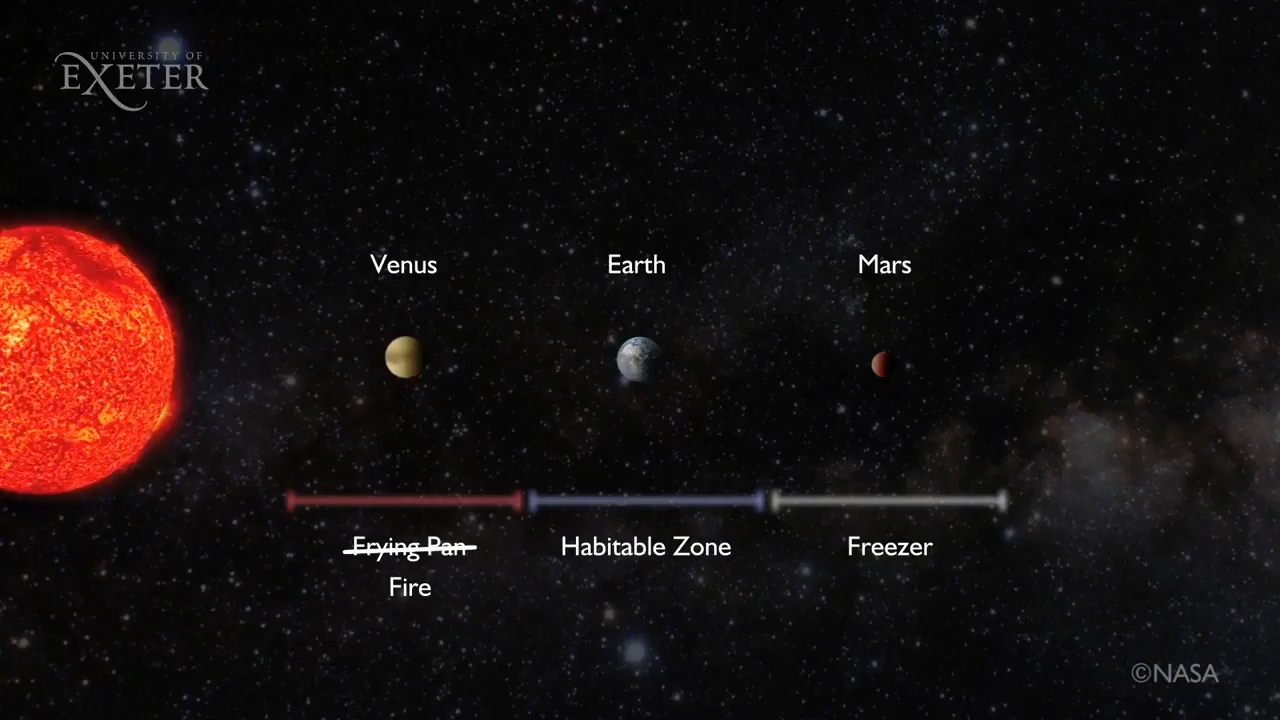 UNIVERSITY OF
EXETER
Venus
Earth
Mars
Frying Pan
Habitable Zone
Freezer
Fire
©NASA